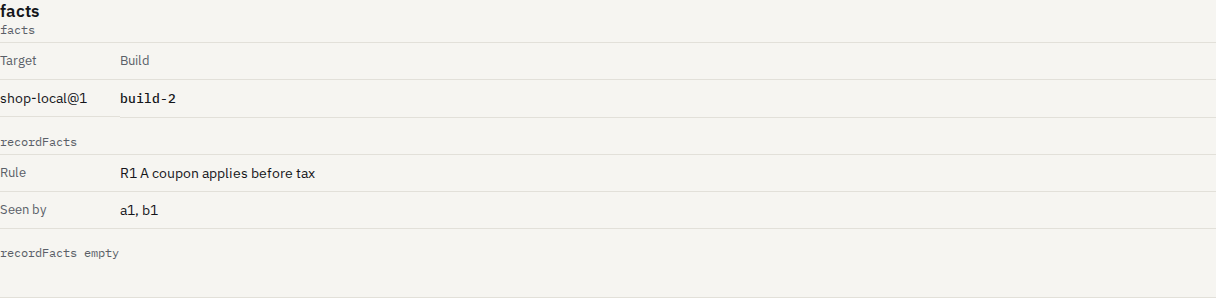 facts
facts
Target Build
shop-local@1 build-2
recordFacts
Rule R1 A coupon applies before tax
Seen by a1, b1
recordFacts empty